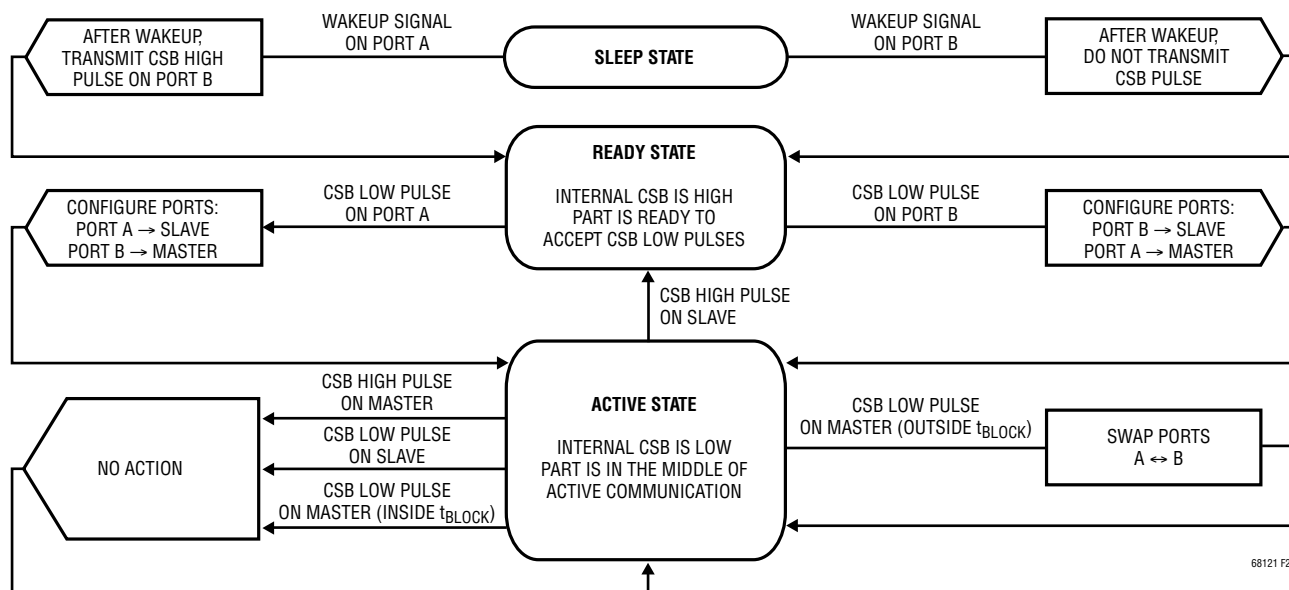 AFTER WAKEUP,
TRANSMIT CSB HIGH
PULSE ON PORT B
WAKEUP SIGNAL
ON PORT A
SLEEP STATE
WAKEUP SIGNAL
ON PORT B
AFTER WAKEUP,
DO NOT TRANSMIT
CSB PULSE
READY STATE
INTERNAL CSB IS HIGH
PART IS READY TO
ACCEPT CSB LOW PULSES
CONFIGURE PORTS:
PORT A → SLAVE
PORT B → MASTER
CSB LOW PULSE
ON PORT A
CSB LOW PULSE
ON PORT B
CONFIGURE PORTS:
PORT B → SLAVE
PORT A → MASTER
CSB HIGH PULSE
ON SLAVE
ACTIVE STATE
INTERNAL CSB IS LOW
PART IS IN THE MIDDLE OF
ACTIVE COMMUNICATION
NO ACTION
CSB HIGH PULSE
ON MASTER
CSB LOW PULSE
ON SLAVE
CSB LOW PULSE
ON MASTER (INSIDE tBLOCK)
CSB LOW PULSE
ON MASTER (OUTSIDE tBLOCK)
SWAP PORTS
A ↔ B
68121